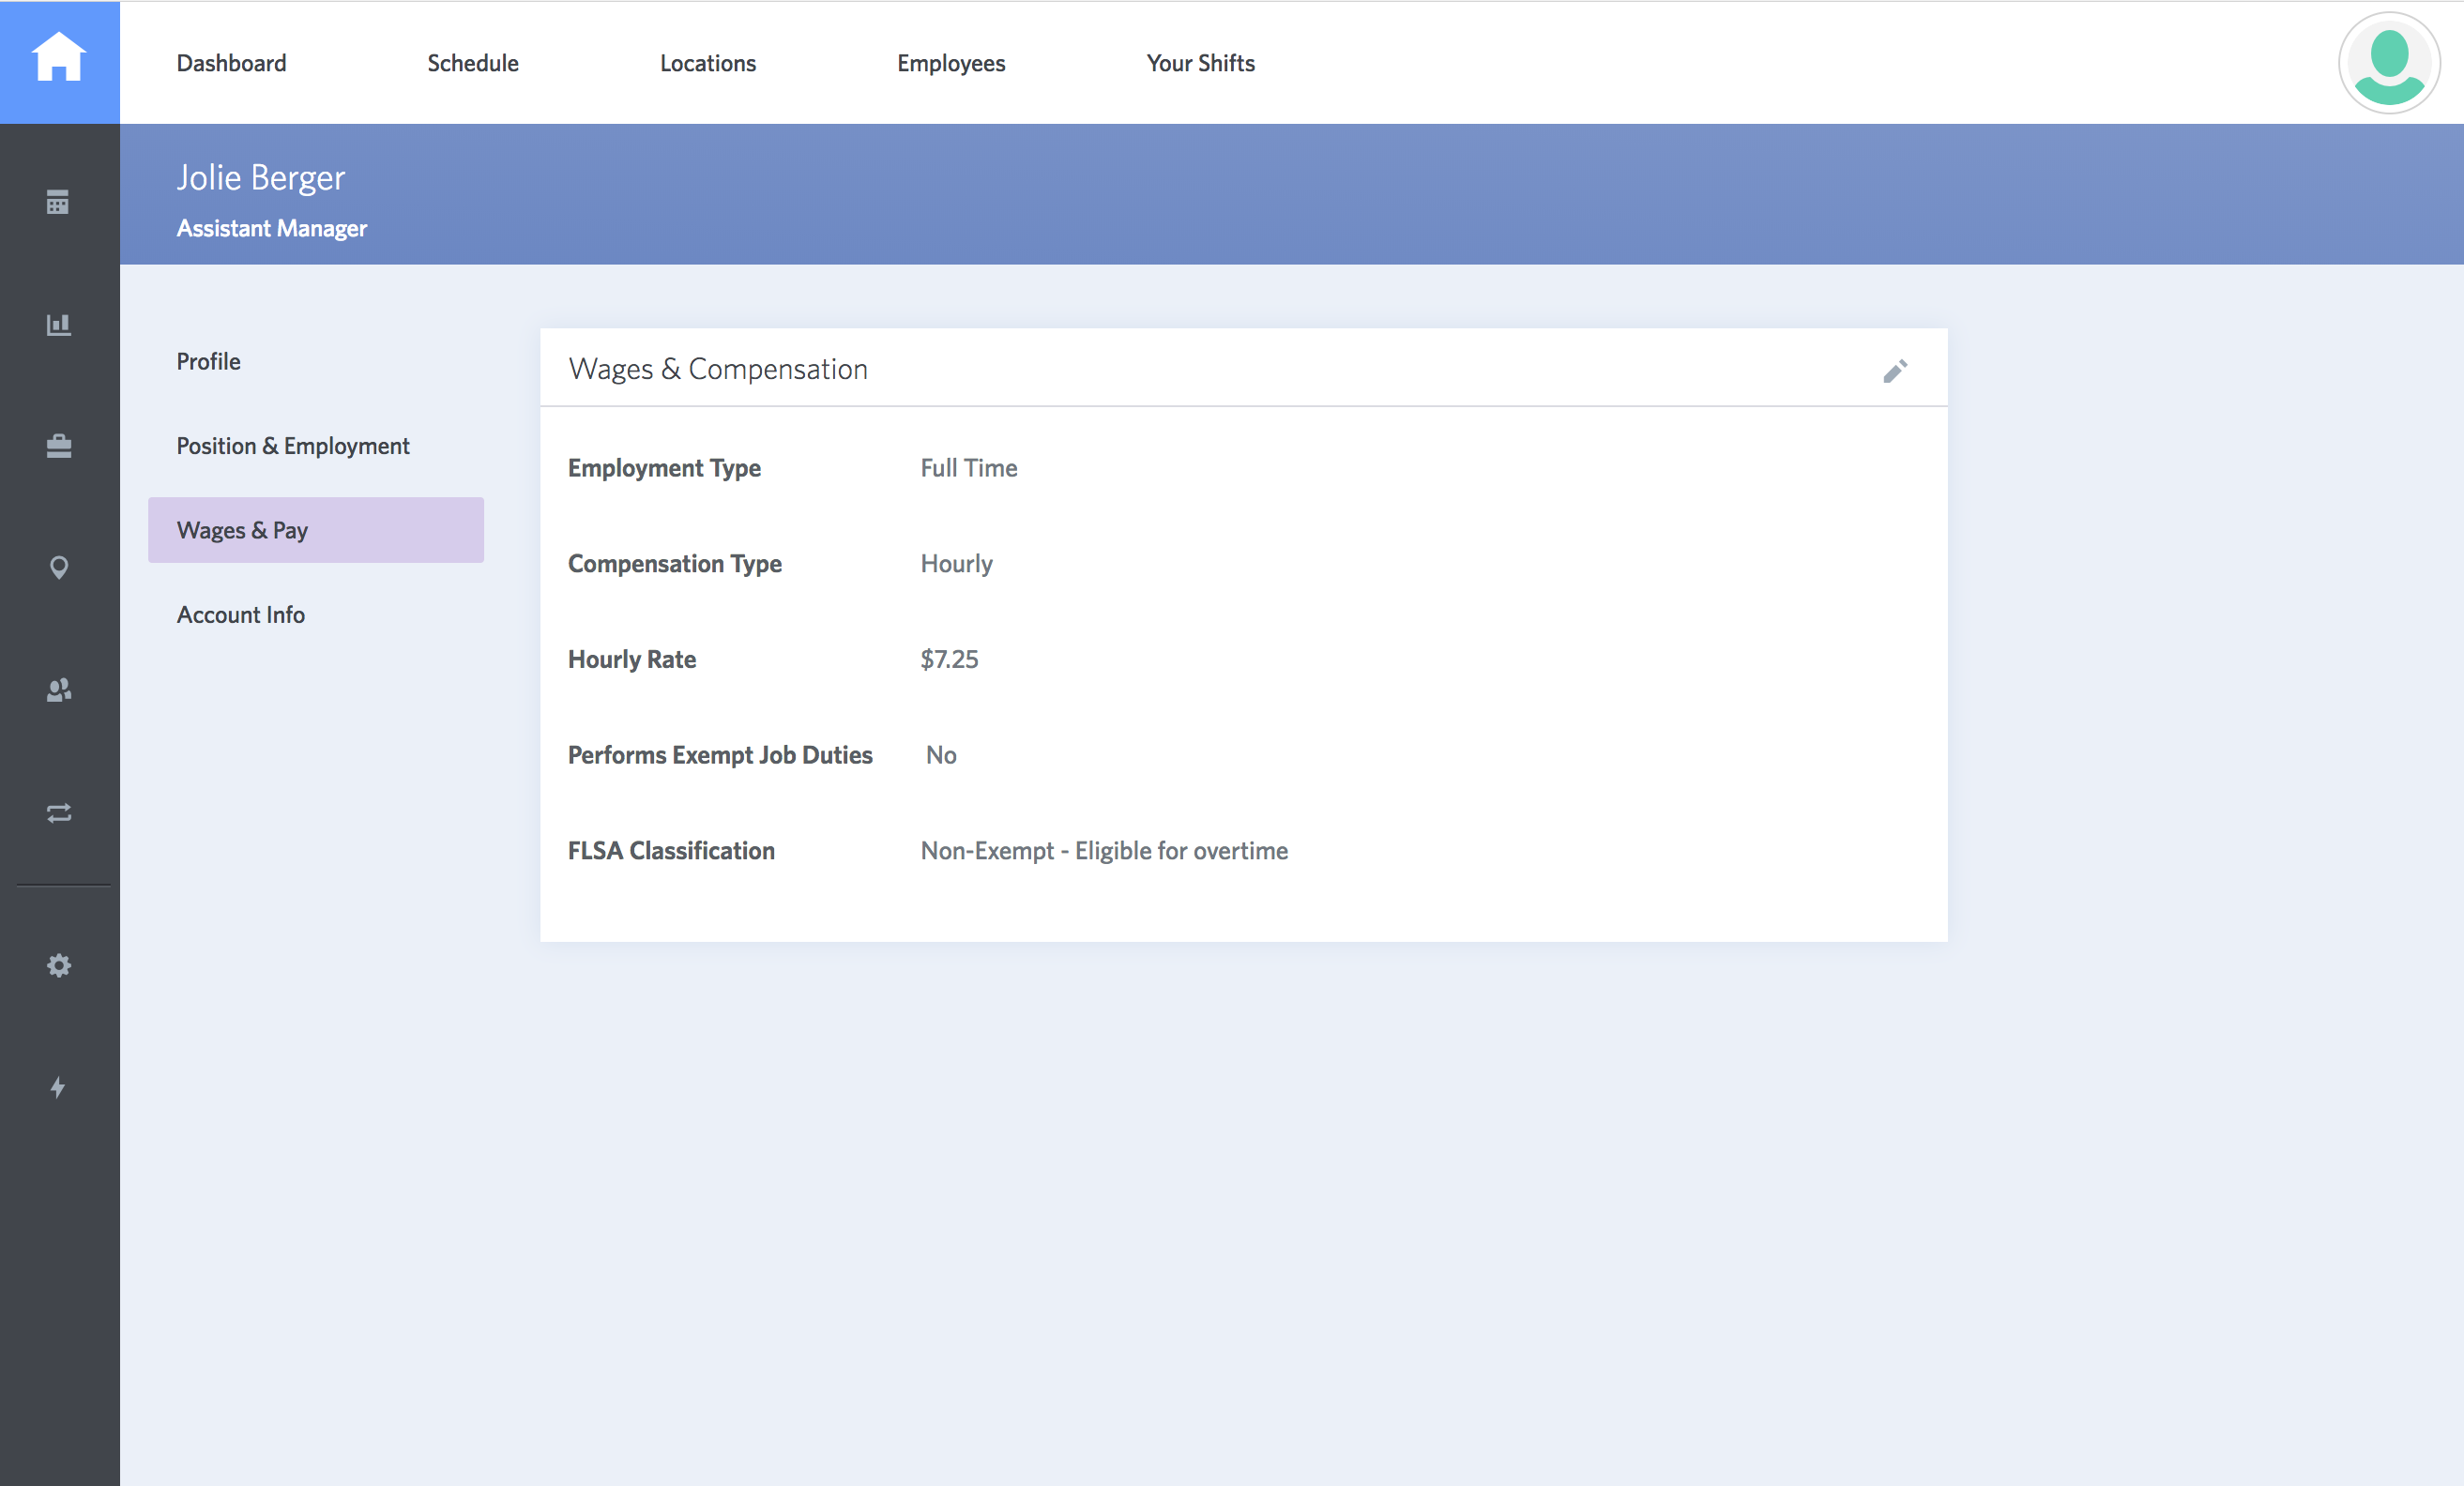 Dashboard Schedule Locations Employees Your Shifts
Jolie Berger
Assistant Manager
Profile
Position & Employment
Wages & Pay
Account Info
Wages & Compensation
Employment Type Full Time
Compensation Type Hourly
Hourly Rate $7.25
Performs Exempt Job Duties No
FLSA Classification Non-Exempt - Eligible for overtime